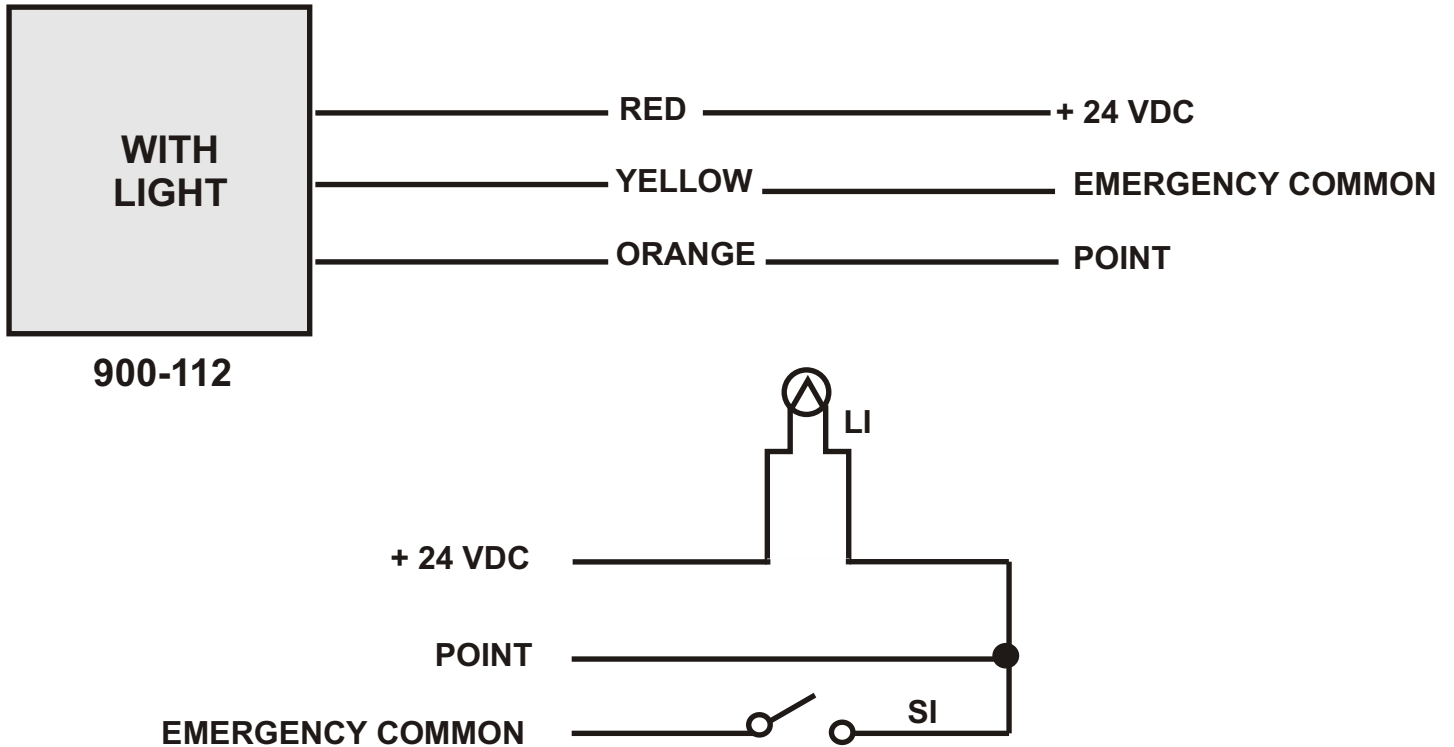 WITH
LIGHT
RED
+ 24 VDC
YELLOW
EMERGENCY COMMON
ORANGE
POINT
900-112
LI
+ 24 VDC
POINT
SI
EMERGENCY COMMON